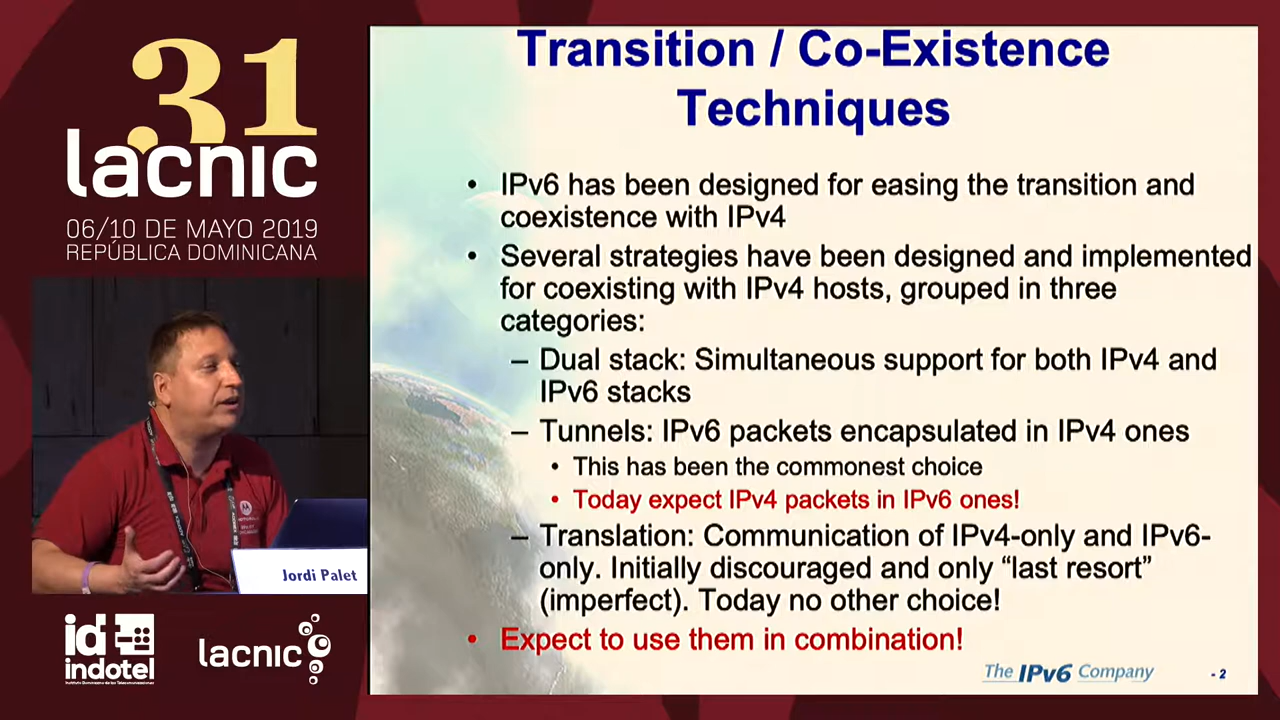 31
lacnic
06/10 DE MAYO 2019
REPÚBLICA DOMINICANA
Jordi Palet
id
indotel
lacnic
Transition / Co-Existence
Techniques
• IPv6 has been designed for easing the transition and
coexistence with IPv4
• Several strategies have been designed and implemented
for coexisting with IPv4 hosts, grouped in three
categories:
– Dual stack: Simultaneous support for both IPv4 and
IPv6 stacks
– Tunnels: IPv6 packets encapsulated in IPv4 ones
• This has been the commonest choice
• Today expect IPv4 packets in IPv6 ones!
– Translation: Communication of IPv4-only and IPv6-
only. Initially discouraged and only “last resort”
(imperfect). Today no other choice!
• Expect to use them in combination!
The IPv6 Company
- 2